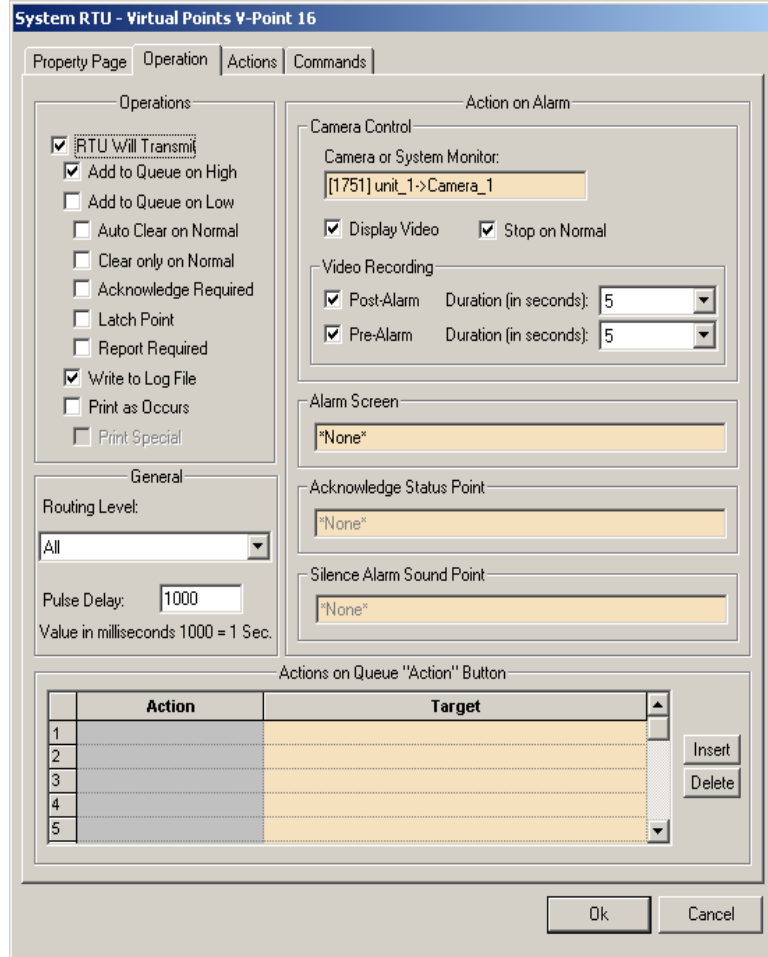 System RTU - Virtual Points V-Point 16
Property Page Operation Actions Commands
Operations
RTU Will Transmit
Add to Queue on High
Add to Queue on Low
Auto Clear on Normal
Clear only on Normal
Acknowledge Required
Latch Point
Report Required
Write to Log File
Print as Occurs
Print Special
General
Routing Level:
All
Pulse Delay: 1000
Value in milliseconds 1000 = 1 Sec.
Action on Alarm
Camera Control
Camera or System Monitor:
[1751] unit_1->Camera_1
Display Video Stop on Normal
Video Recording
Post-Alarm Duration (in seconds): 5
Pre-Alarm Duration (in seconds): 5
Alarm Screen
*None*
Acknowledge Status Point
*None*
Silence Alarm Sound Point
*None*
Actions on Queue "Action" Button
Action Target
1
2
3
4
5
Insert
Delete
Ok Cancel